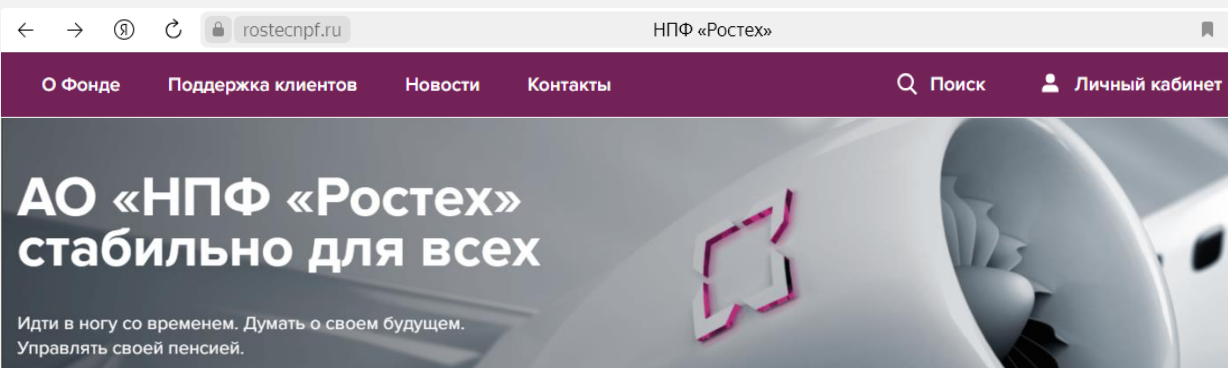 rostecnpf.ru НПФ «Ростех»
О Фонде Поддержка клиентов Новости Контакты Поиск Личный кабинет
АО «НПФ «Ростех»
стабильно для всех
Идти в ногу со временем. Думать о своем будущем.
Управлять своей пенсией.